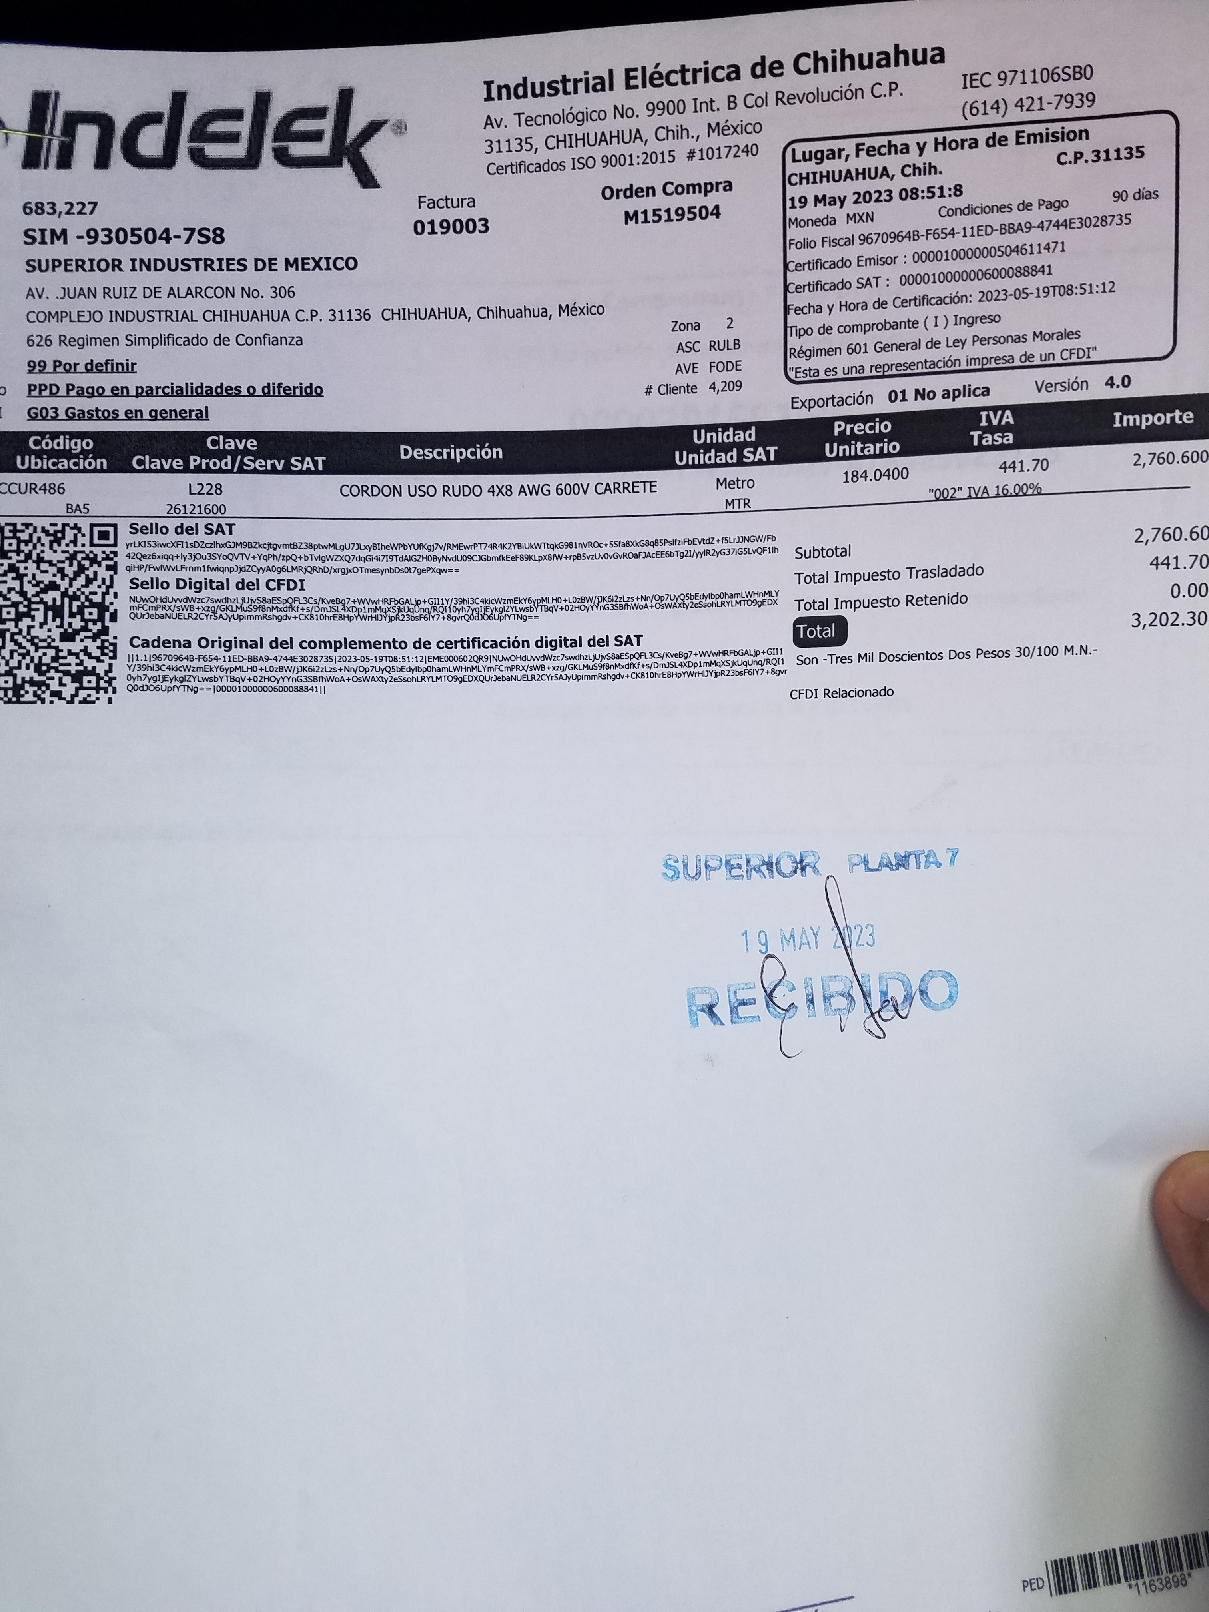 Indelek®
Industrial Eléctrica de Chihuahua
Av. Tecnológico No. 9900 Int. B Col Revolución C.P.
31135, CHIHUAHUA, Chih., México
Certificados ISO 9001:2015 #1017240
IEC 971106SB0
(614) 421-7939
683,227
SIM -930504-7S8
SUPERIOR INDUSTRIES DE MEXICO
AV. .JUAN RUIZ DE ALARCON No. 306
COMPLEJO INDUSTRIAL CHIHUAHUA C.P. 31136 CHIHUAHUA, Chihuahua, México
626 Regimen Simplificado de Confianza
99 Por definir
PPD Pago en parcialidades o diferido
G03 Gastos en general
Factura
019003
Orden Compra
M1519504
Zona 2
ASC RULB
AVE FODE
# Cliente 4,209
Lugar, Fecha y Hora de Emision
CHIHUAHUA, Chih. C.P.31135
19 May 2023 08:51:8
Moneda MXN Condiciones de Pago 90 días
Folio Fiscal 9670964B-F654-11ED-BBA9-4744E3028735
Certificado Emisor : 00001000000504611471
Certificado SAT : 00001000000600088841
Fecha y Hora de Certificación: 2023-05-19T08:51:12
Tipo de comprobante ( I ) Ingreso
Régimen 601 General de Ley Personas Morales
"Esta es una representación impresa de un CFDI"
Exportación 01 No aplica Versión 4.0
Código Clave Descripción Unidad Precio IVA Importe
Ubicación Clave Prod/Serv SAT Unidad SAT Unitario Tasa
CCUR486 L228 CORDON USO RUDO 4X8 AWG 600V CARRETE Metro 184.0400 441.70 2,760.600
BA5 26121600 MTR "002" IVA 16.00%
Sello del SAT
Sello Digital del CFDI
Cadena Original del complemento de certificación digital del SAT
Subtotal 2,760.60
Total Impuesto Trasladado 441.70
Total Impuesto Retenido 0.00
Total 3,202.30
Son -Tres Mil Doscientos Dos Pesos 30/100 M.N.-
CFDI Relacionado
SUPERIOR PLANTA 7
19 MAY 2023
RECIBIDO
PED
*1163898*